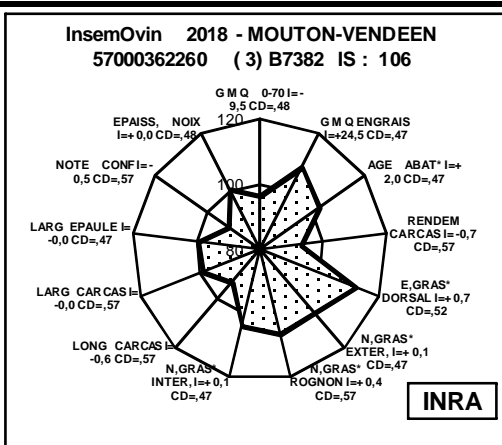 InsemOvin 2018 - MOUTON-VENDEEN
57000362260 ( 3) B7382 IS : 106
G M Q 0-70 I=-
9,5 CD=,48
G M Q ENGRAIS
I=+24,5 CD=,47
AGE ABAT* I=+
2,0 CD=,47
RENDEM
CARCAS I=-0,7
CD=,57
E,GRAS*
DORSAL I=+0,7
CD=,52
N,GRAS*
EXTER, I=+0,1
CD=,47
N,GRAS*
ROGNON I=+0,4
CD=,57
N,GRAS*
INTER, I=+0,1
CD=,47
LONG CARCAS I=
-0,6 CD=,57
LARG CARCAS I=
-0,0 CD=,57
LARG EPAULE I=
-0,0 CD=,47
NOTE CONF I=-
0,5 CD=,57
EPAISS, NOIX
I=+0,0 CD=,48
120
100
80
INRA